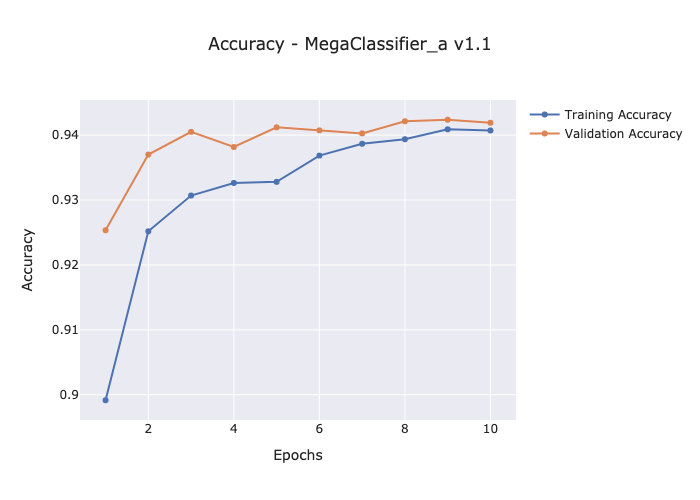 Accuracy - MegaClassifier_a v1.1
Training Accuracy
Validation Accuracy
0.94
0.93
0.92
0.91
0.9
Accuracy
2 4 6 8 10
Epochs